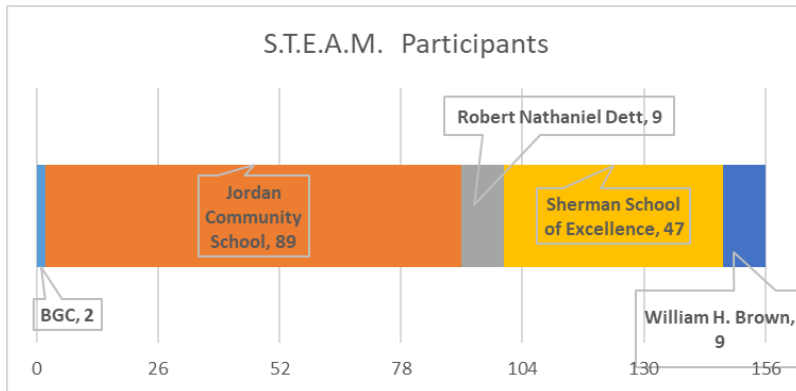 S.T.E.A.M. Participants
Robert Nathaniel Dett, 9
Jordan
Community
School, 89
Sherman School
of Excellence, 47
BGC, 2
William H. Brown,
9
0 26 52 78 104 130 156